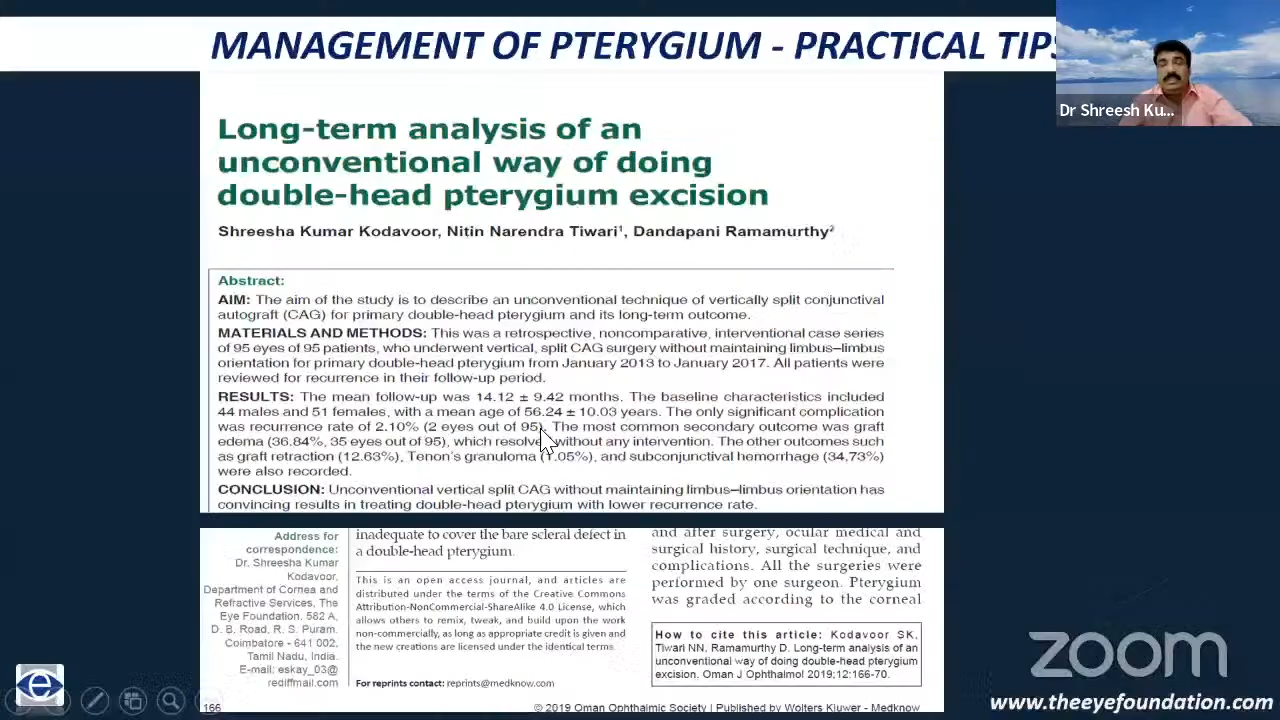 MANAGEMENT OF PTERYGIUM - PRACTICAL TIPS
Dr Shreesh Ku...
Long-term analysis of an
unconventional way of doing
double-head pterygium excision
Shreesha Kumar Kodavoor, Nitin Narendra Tiwari¹, Dandapani Ramamurthy²
Abstract:
AIM: The aim of the study is to describe an unconventional technique of vertically split conjunctival
autograft (CAG) for primary double-head pterygium and its long-term outcome.
MATERIALS AND METHODS: This was a retrospective, noncomparative, interventional case series
of 95 eyes of 95 patients, who underwent vertical, split CAG surgery without maintaining limbus–limbus
orientation for primary double-head pterygium from January 2013 to January 2017. All patients were
reviewed for recurrence in their follow-up period.
RESULTS: The mean follow-up was 14.12 ± 9.42 months. The baseline characteristics included
44 males and 51 females, with a mean age of 56.24 ± 10.03 years. The only significant complication
was recurrence rate of 2.10% (2 eyes out of 95). The most common secondary outcome was graft
edema (36.84%, 35 eyes out of 95), which resolved without any intervention. The other outcomes such
as graft retraction (12.63%), Tenon's granuloma (1.05%), and subconjunctival hemorrhage (34,73%)
were also recorded.
CONCLUSION: Unconventional vertical split CAG without maintaining limbus–limbus orientation has
convincing results in treating double-head pterygium with lower recurrence rate.
Address for
correspondence:
Dr. Shreesha Kumar
Kodavoor,
Department of Cornea and
Refractive Services, The
Eye Foundation. 582 A,
D. B. Road, R. S. Puram.
Coimbatore - 641 002,
Tamil Nadu, India.
E-mail: eskay_03@
rediffmail.com
166
inadequate to cover the bare scleral defect in
a double-head pterygium.
This is an open access journal, and articles are
distributed under the terms of the Creative Commons
Attribution-NonCommercial-ShareAlike 4.0 License, which
allows others to remix, tweak, and build upon the work
non-commercially, as long as appropriate credit is given and
the new creations are licensed under the identical terms.
For reprints contact: reprints@medknow.com
and after surgery, ocular medical and
surgical history, surgical technique, and
complications. All the surgeries were
performed by one surgeon. Pterygium
was graded according to the corneal
How to cite this article: Kodavoor SK,
Tiwari NN, Ramamurthy D. Long-term analysis of an
unconventional way of doing double-head pterygium
excision. Oman J Ophthalmol 2019;12:166-70.
© 2019 Oman Ophthalmic Society | Published by Wolters Kluwer - Medknow
zoom
www.theeyefoundation.com